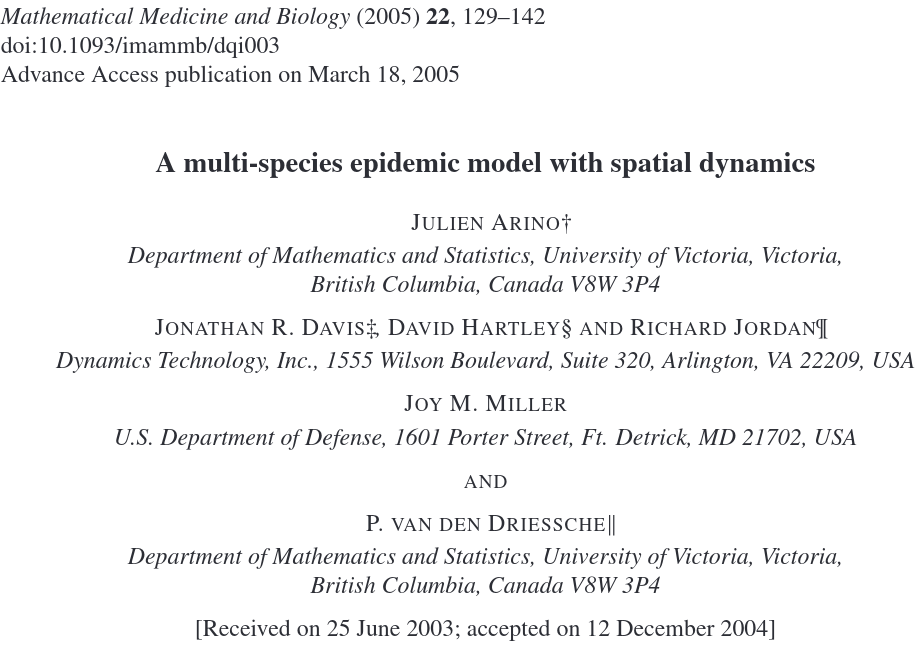 Mathematical Medicine and Biology (2005) 22, 129–142
doi:10.1093/imammb/dqi003
Advance Access publication on March 18, 2005
A multi-species epidemic model with spatial dynamics
JULIEN ARINO†
Department of Mathematics and Statistics, University of Victoria, Victoria,
British Columbia, Canada V8W 3P4
JONATHAN R. DAVIS‡, DAVID HARTLEY§ AND RICHARD JORDAN¶
Dynamics Technology, Inc., 1555 Wilson Boulevard, Suite 320, Arlington, VA 22209, USA
JOY M. MILLER
U.S. Department of Defense, 1601 Porter Street, Ft. Detrick, MD 21702, USA
AND
P. VAN DEN DRIESSCHE‖
Department of Mathematics and Statistics, University of Victoria, Victoria,
British Columbia, Canada V8W 3P4
[Received on 25 June 2003; accepted on 12 December 2004]